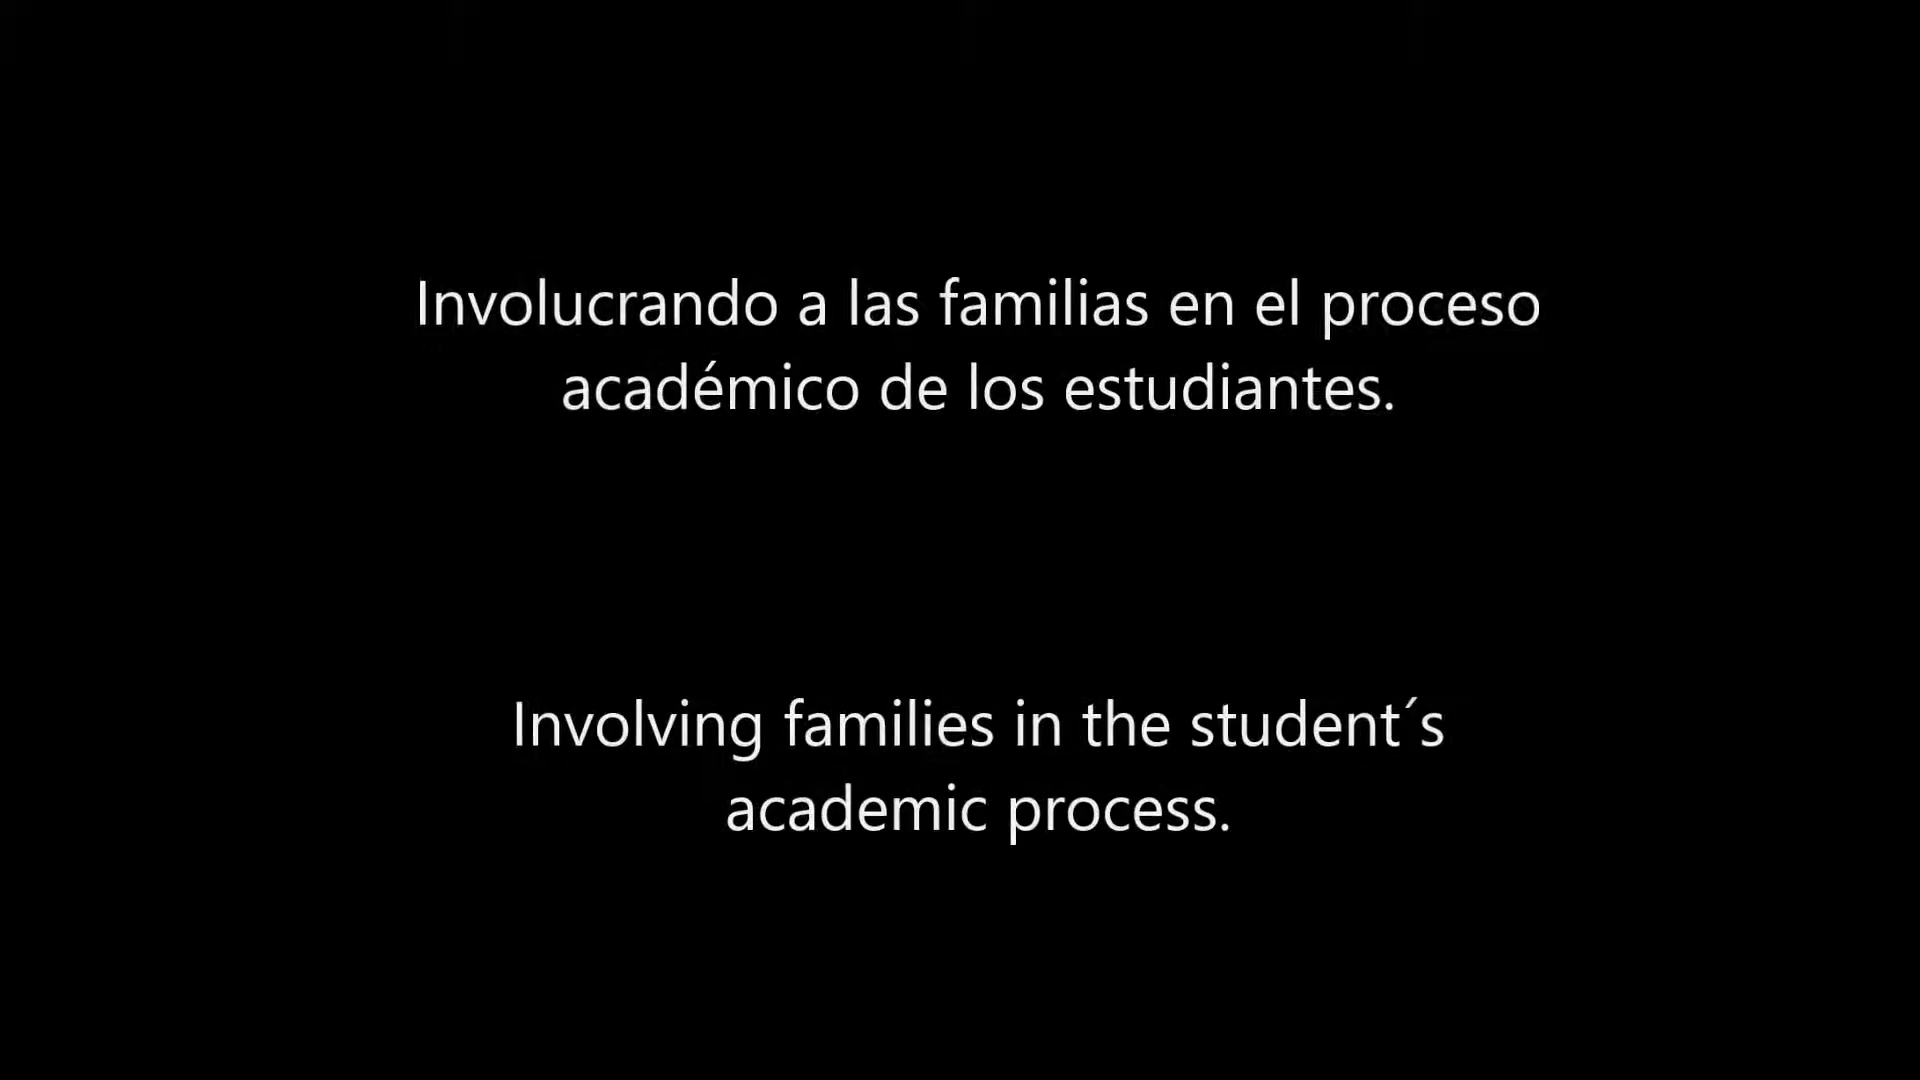 Involucrando a las familias en el proceso
académico de los estudiantes.
Involving families in the student´s
academic process.